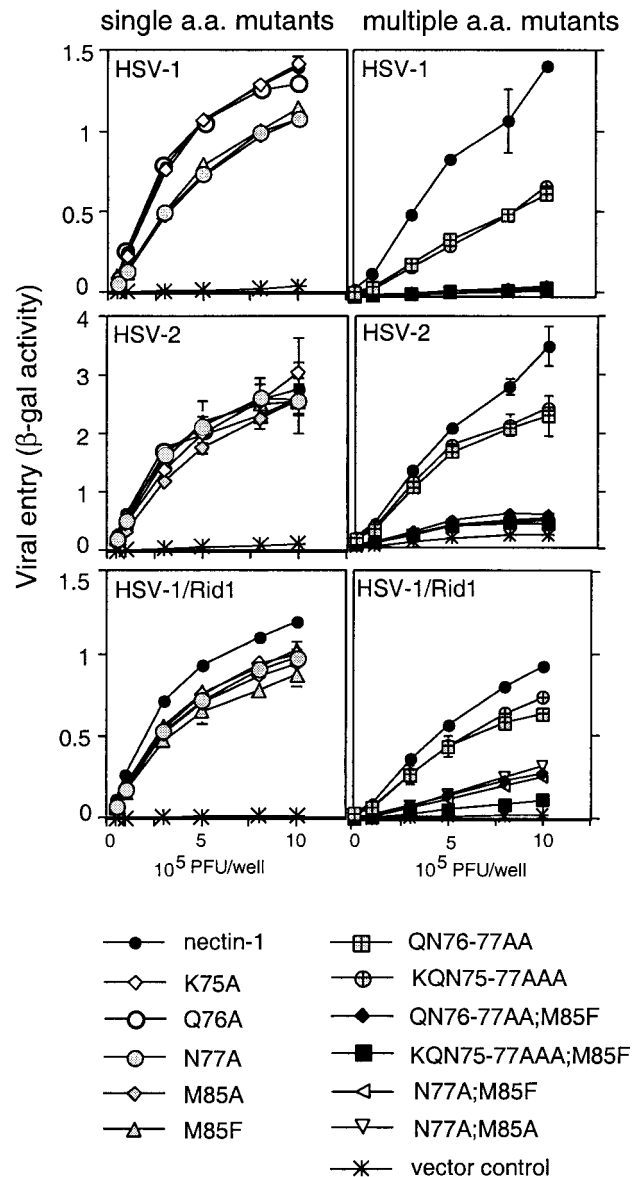 single a.a. mutants multiple a.a. mutants
HSV-1 HSV-1
1.5
1
0.5
0
HSV-2 HSV-2
4
3
2
1
0
HSV-1/Rid1 HSV-1/Rid1
1.5
1
0.5
0
Viral entry (β-gal activity)
0 5 10 0 5 10
10⁵ PFU/well 10⁵ PFU/well
nectin-1 QN76-77AA
K75A KQN75-77AAA
Q76A QN76-77AA;M85F
N77A KQN75-77AAA;M85F
M85A N77A;M85F
M85F N77A;M85A
vector control